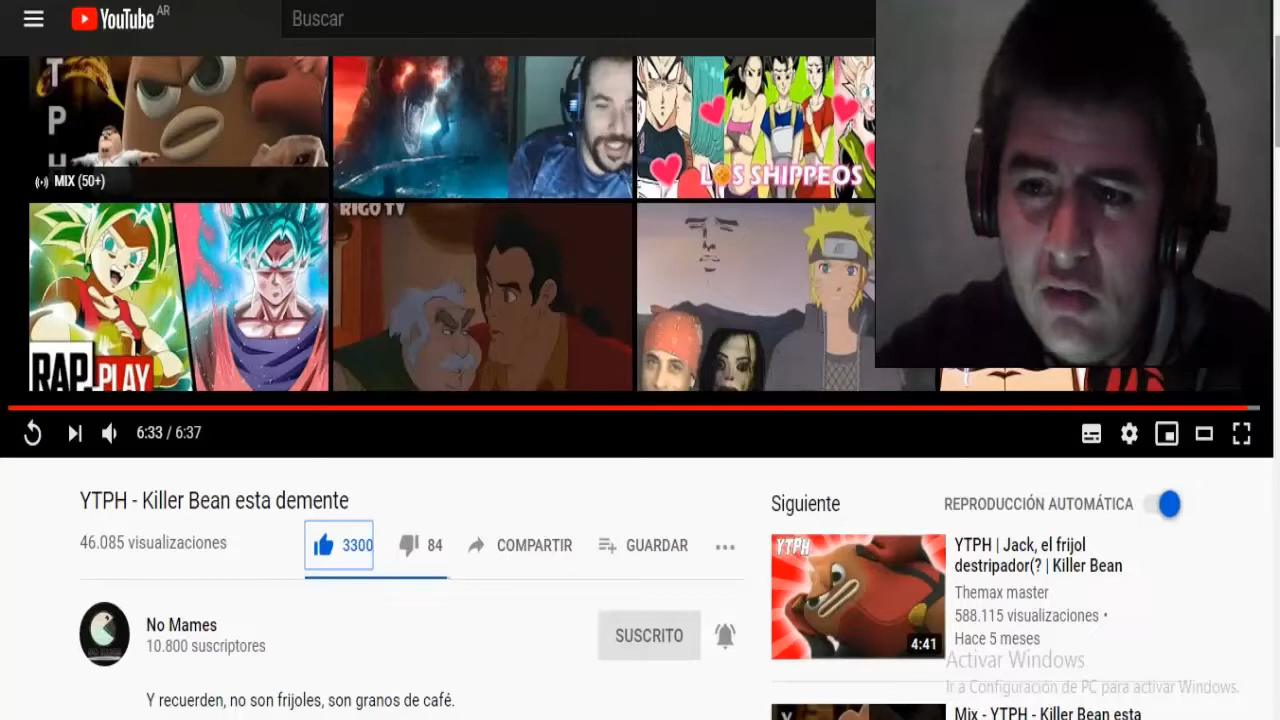 YouTube AR
Buscar
Y
T
P
H
MIX (50+)
LOS SHIPPEOS
RIGO TV
RAP PLAY
6:33 / 6:37
YTPH - Killer Bean esta demente
46.085 visualizaciones
3300
84
COMPARTIR
GUARDAR
No Mames
10.800 suscriptores
SUSCRITO
Y recuerden, no son frijoles, son granos de café.
Siguiente
REPRODUCCIÓN AUTOMÁTICA
YTPH
4:41
YTPH | Jack, el frijol
destripador(? | Killer Bean
Themax master
588.115 visualizaciones •
Hace 5 meses
Activar Windows
Ir a Configuración de PC para activar Windows.
Y
Mix - YTPH - Killer Bean esta